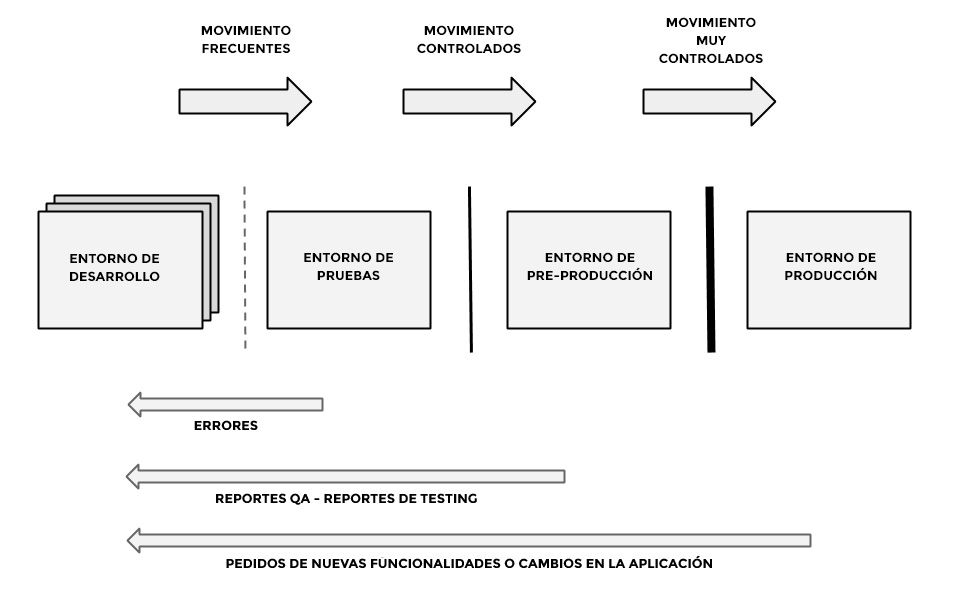 MOVIMIENTO
FRECUENTES
MOVIMIENTO
CONTROLADOS
MOVIMIENTO
MUY
CONTROLADOS
ENTORNO DE
DESARROLLO
ENTORNO DE
PRUEBAS
ENTORNO DE
PRE-PRODUCCIÓN
ENTORNO DE
PRODUCCIÓN
ERRORES
REPORTES QA - REPORTES DE TESTING
PEDIDOS DE NUEVAS FUNCIONALIDADES O CAMBIOS EN LA APLICACIÓN